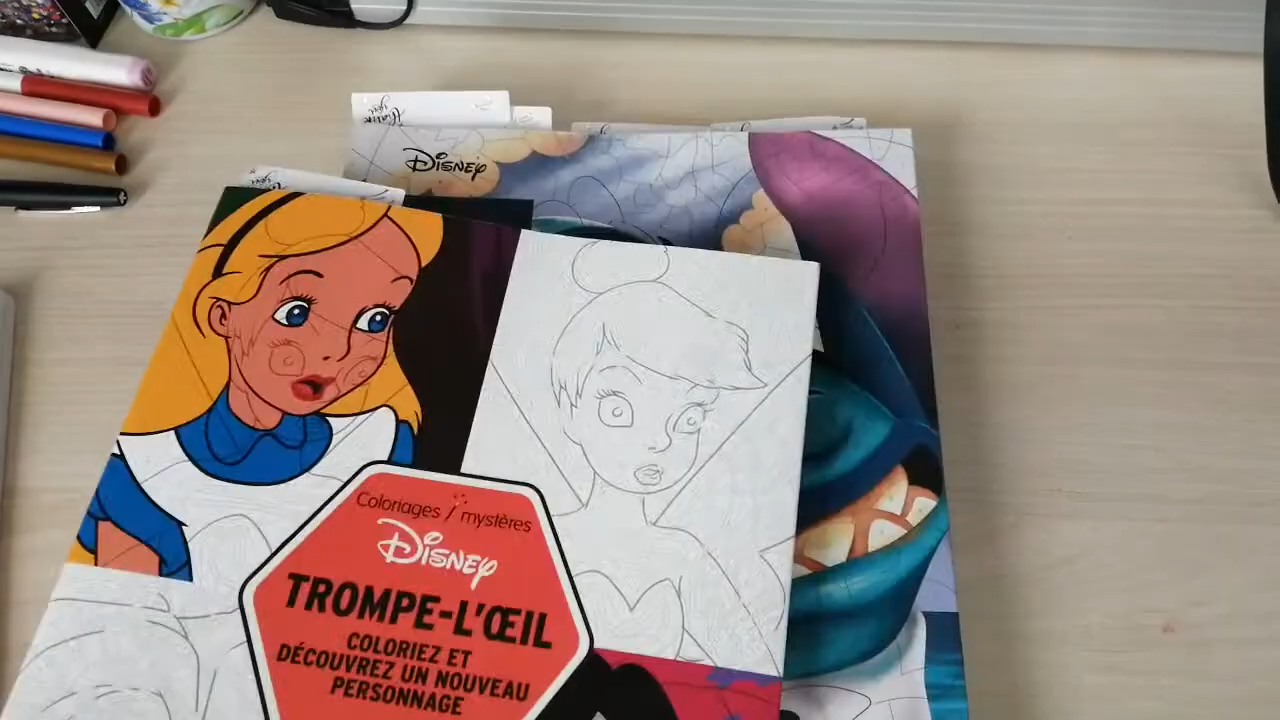 DISNEY
Coloriages mystères
DISNEY
TROMPE-L'ŒIL
COLORIEZ ET
DÉCOUVREZ UN NOUVEAU
PERSONNAGE